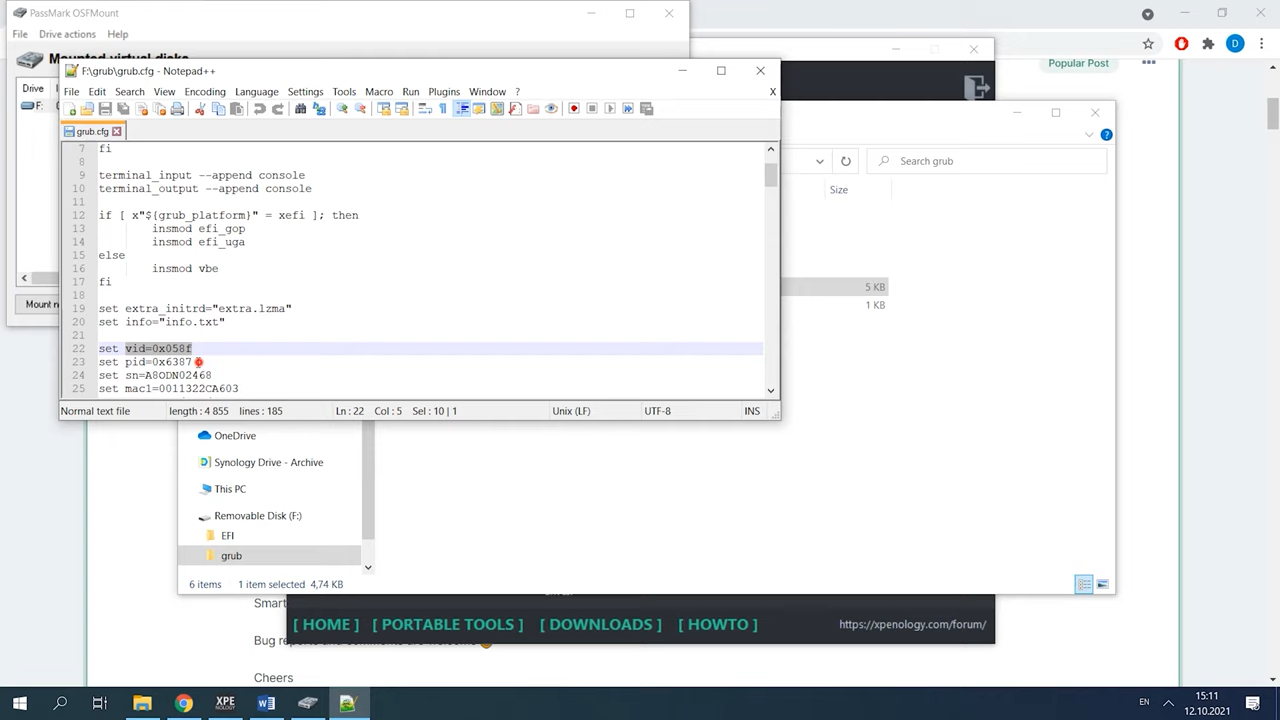 PassMark OSFMount
File Drive actions Help
Mounted virtual disks
Drive
F:
Mount n
F:\grub\grub.cfg - Notepad++
File Edit Search View Encoding Language Settings Tools Macro Run Plugins Window ? X
grub.cfg
7 fi
8
9 terminal_input --append console
10 terminal_output --append console
11
12 if [ x"${grub_platform}" = xefi ]; then
13 insmod efi_gop
14 insmod efi_uga
15 else
16 insmod vbe
17 fi
18
19 set extra_initrd="extra.lzma"
20 set info="info.txt"
21
22 set vid=0x058f
23 set pid=0x6387
24 set sn=A8ODN02468
25 set mac1=0011322CA603
Normal text file length : 4 855 lines : 185 Ln : 22 Col : 5 Sel : 10 | 1 Unix (LF) UTF-8 INS
D
Popular Post
Search grub
Size
5 KB
1 KB
OneDrive
Synology Drive - Archive
This PC
Removable Disk (F:)
EFI
grub
6 items 1 item selected 4,74 KB
Smart
[ HOME ] [ PORTABLE TOOLS ] [ DOWNLOADS ] [ HOWTO ] https://xpenology.com/forum/
Bug
Cheers
XPE
EN
15:11
12.10.2021